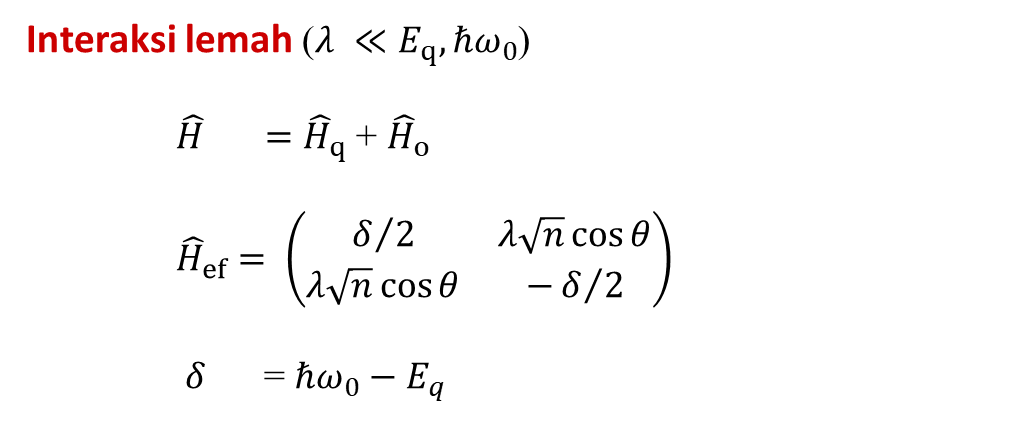 Interaksi lemah (λ ≪ E_q, ħω_0)
Ĥ = Ĥ_q + Ĥ_o
Ĥ_ef = ( δ/2 λ√n cos θ
λ√n cos θ − δ/2 )
δ = ħω_0 − E_q